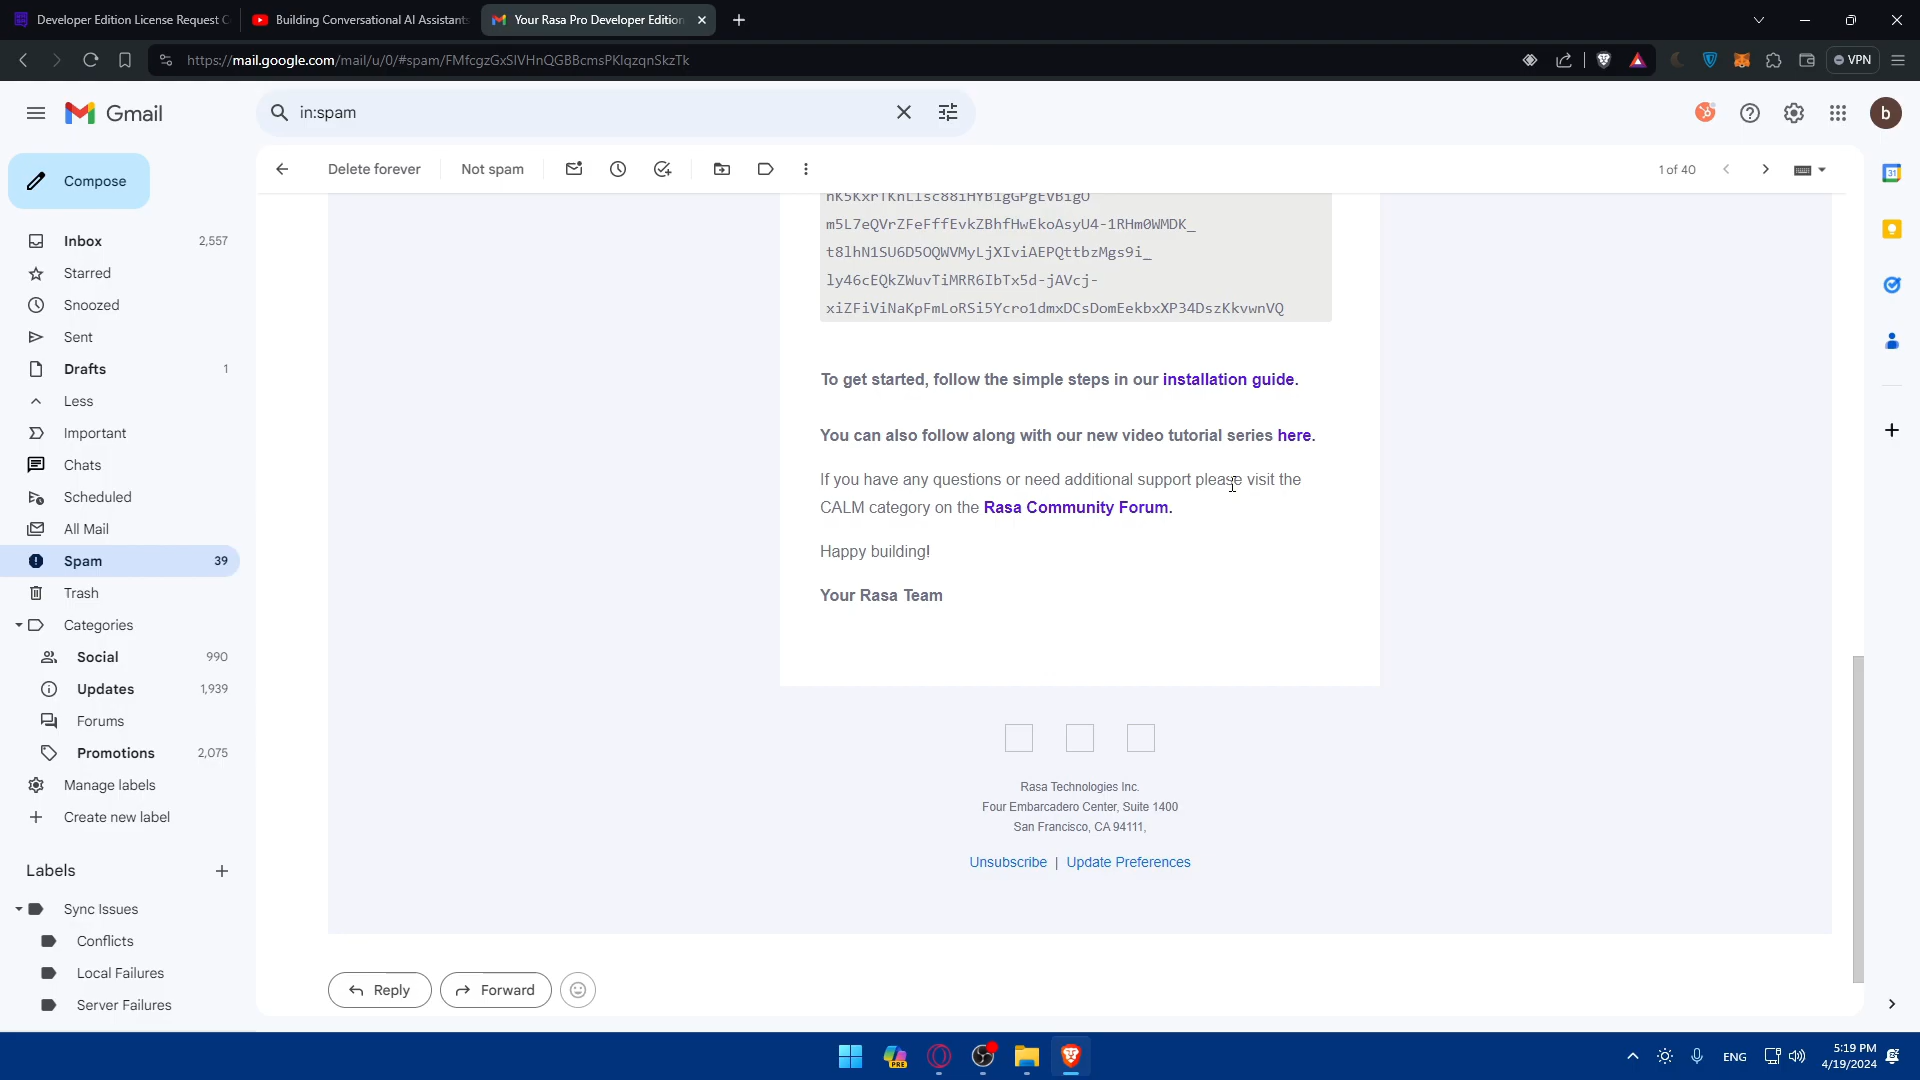 Developer Edition License Request C
Building Conversational AI Assistants
Your Rasa Pro Developer Edition
https://mail.google.com/mail/u/0/#spam/FMfcgzGxSlVHnQGBBcmsPKlqzqnSkzTk
VPN
Gmail
in:spam
b
Compose
Delete forever
Not spam
1 of 40
31
Inbox 2,557
Starred
Snoozed
Sent
Drafts 1
Less
Important
Chats
Scheduled
All Mail
Spam 39
Trash
Categories
Social 990
Updates 1,939
Forums
Promotions 2,075
Manage labels
Create new label
Labels
Sync Issues
Conflicts
Local Failures
Server Failures
m5L7eQVrZFeFffEvkZBhfHwEkoAsyU4-1RHm0WMDK_
t8lhN1SU6D5OQWVMyLjXIviAEPQttbzMgs9i_
ly46cEQkZWuvTiMRR6IbTx5d-jAVcj-
xiZFiViNaKpFmLoRSi5Ycro1dmxDCsDomEekbxXP34DszKkvwnVQ
To get started, follow the simple steps in our installation guide.
You can also follow along with our new video tutorial series here.
If you have any questions or need additional support please visit the
CALM category on the Rasa Community Forum.
Happy building!
Your Rasa Team
Rasa Technologies Inc.
Four Embarcadero Center, Suite 1400
San Francisco, CA 94111,
Unsubscribe | Update Preferences
Reply
Forward
PRE
ENG
5:19 PM
4/19/2024